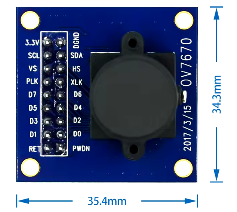 3.3V DGND
SCL SDA
VS HS
PLK XLK
D7 D6
D5 D4
D3 D2
D1 D0
RET PWDN
OV7670
2017/3/15
34.3mm
35.4mm